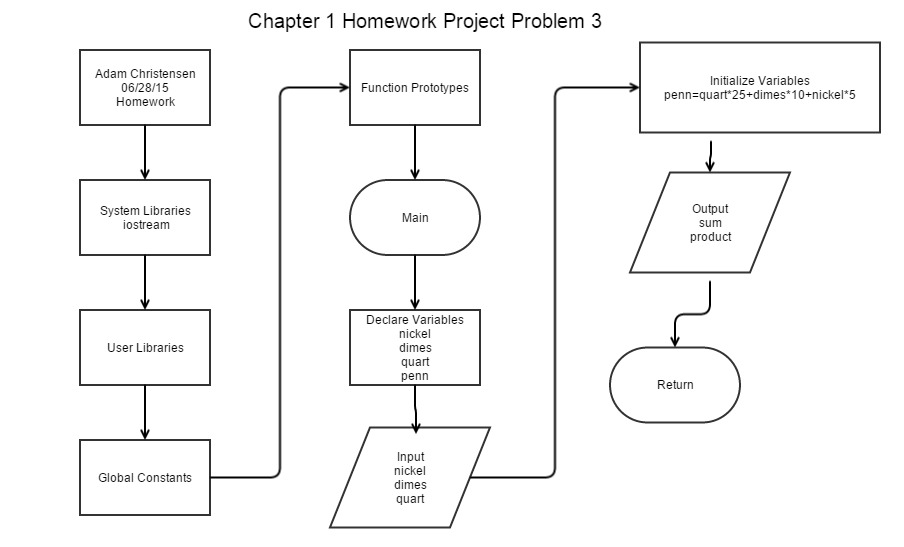 Chapter 1 Homework Project Problem 3
Adam Christensen
06/28/15
Homework
System Libraries
iostream
User Libraries
Global Constants
Function Prototypes
Main
Declare Variables
nickel
dimes
quart
penn
Input
nickel
dimes
quart
Initialize Variables
penn=quart*25+dimes*10+nickel*5
Output
sum
product
Return